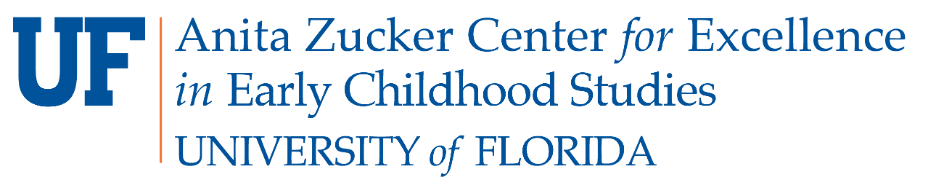 UF
Anita Zucker Center for Excellence
in Early Childhood Studies
UNIVERSITY of FLORIDA